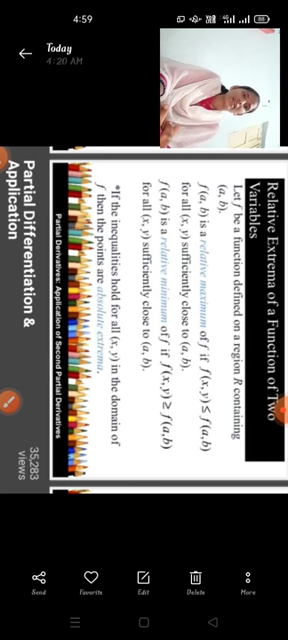 4:59
88
Today
4:20 AM
Relative Extrema of a Function of Two
Variables
Let f be a function defined on a region R containing
(a, b).
f(a, b) is a relative maximum of f if f(x, y) ≤ f(a, b)
for all (x, y) sufficiently close to (a, b).
f(a, b) is a relative minimum of f if f(x, y) ≥ f(a, b)
for all (x, y) sufficiently close to (a, b).
*If the inequalities hold for all (x, y) in the domain of
f then the points are absolute extrema.
Partial Derivatives: Application of Second Partial Derivatives
Partial Differentiation &
Application
35,283
views
Send
Favorite
Edit
Delete
More